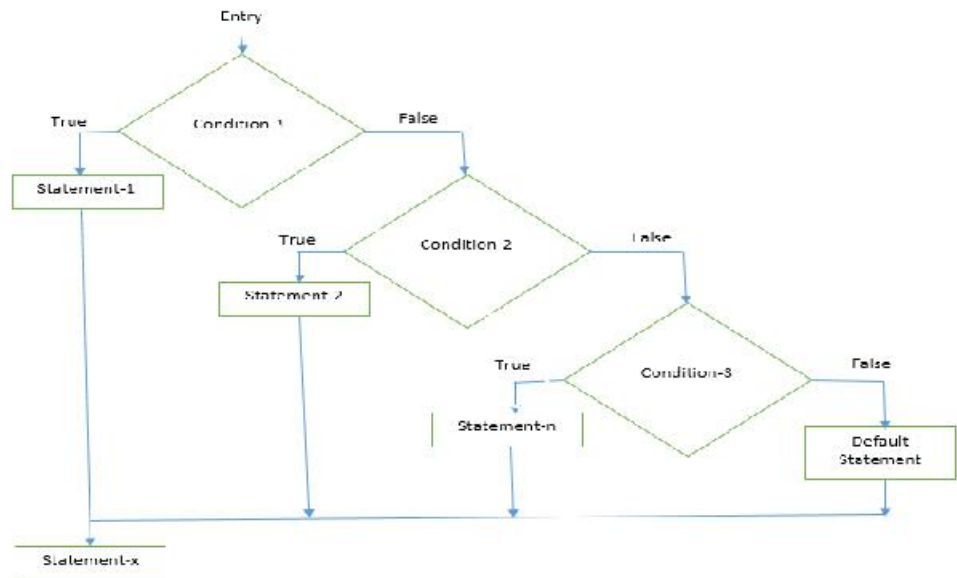 Entry
True
Condition 1
False
Statement-1
True
Condition 2
False
Statement-2
True
Condition-3
False
Statement-n
Default
Statement
Statement-x